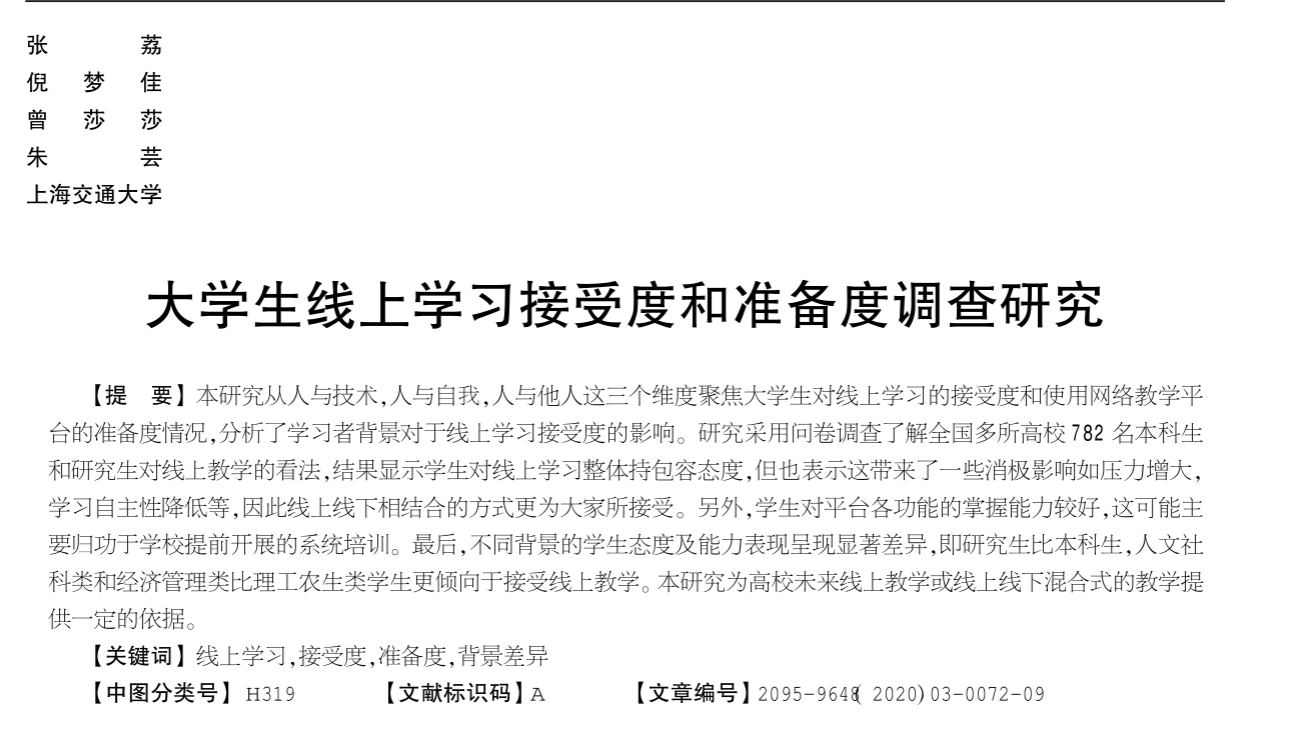 张荔
倪梦佳
曾莎莎
朱芸
上海交通大学
大学生线上学习接受度和准备度调查研究
【提　要】本研究从人与技术,人与自我,人与他人这三个维度聚焦大学生对线上学习的接受度和使用网络教学平
台的准备度情况,分析了学习者背景对于线上学习接受度的影响。研究采用问卷调查了解全国多所高校 782 名本科生
和研究生对线上教学的看法,结果显示学生对线上学习整体持包容态度,但也表示这带来了一些消极影响如压力增大,
学习自主性降低等,因此线上线下相结合的方式更为大家所接受。另外,学生对平台各功能的掌握能力较好,这可能主
要归功于学校提前开展的系统培训。最后,不同背景的学生态度及能力表现呈现显著差异,即研究生比本科生,人文社
科类和经济管理类比理工农生类学生更倾向于接受线上教学。本研究为高校未来线上教学或线上线下混合式的教学提
供一定的依据。
【关键词】线上学习,接受度,准备度,背景差异
【中图分类号】H319　【文献标识码】A　【文章编号】2095-9648( 2020)03-0072-09